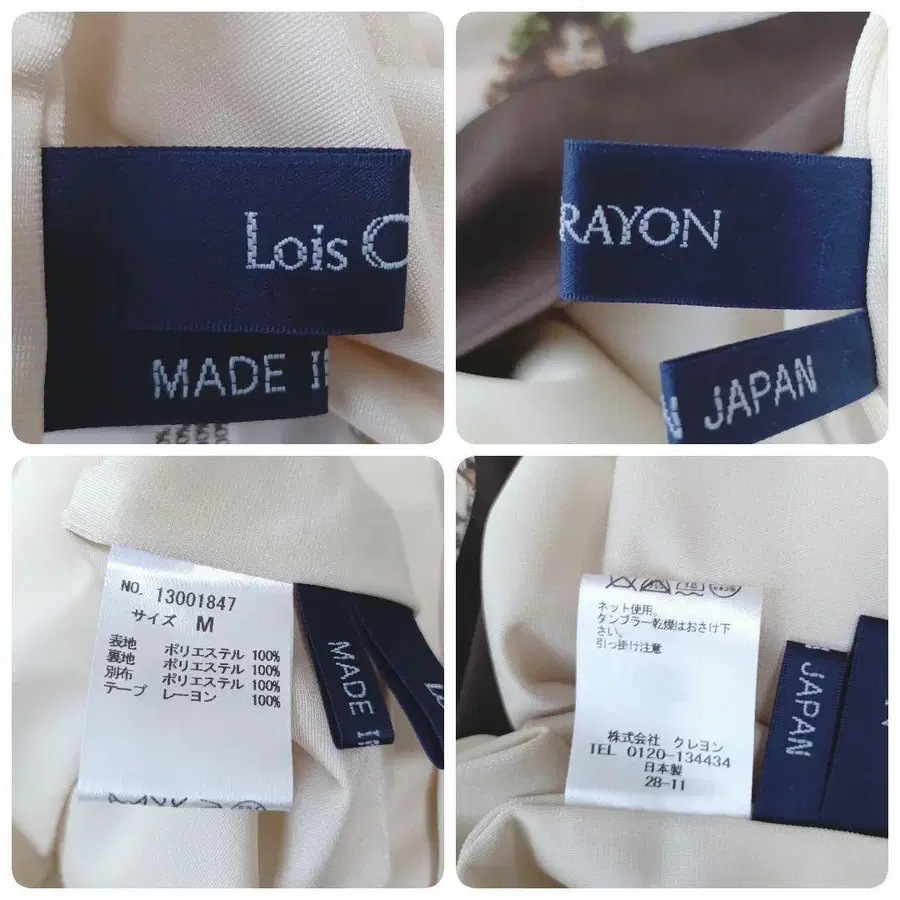 Lois C
MADE I
RAYON
N JAPAN
NO. 13001847
サイズ M
表地 ポリエステル 100%
裏地 ポリエステル 100%
別布 ポリエステル 100%
テープ レーヨン 100%
MADE I
ネット使用。
タンブラー乾燥はおさけ下
さい。
引っ掛け注意
株式会社 クレヨン
TEL 0120-134434
日本製
28-11
JAPAN